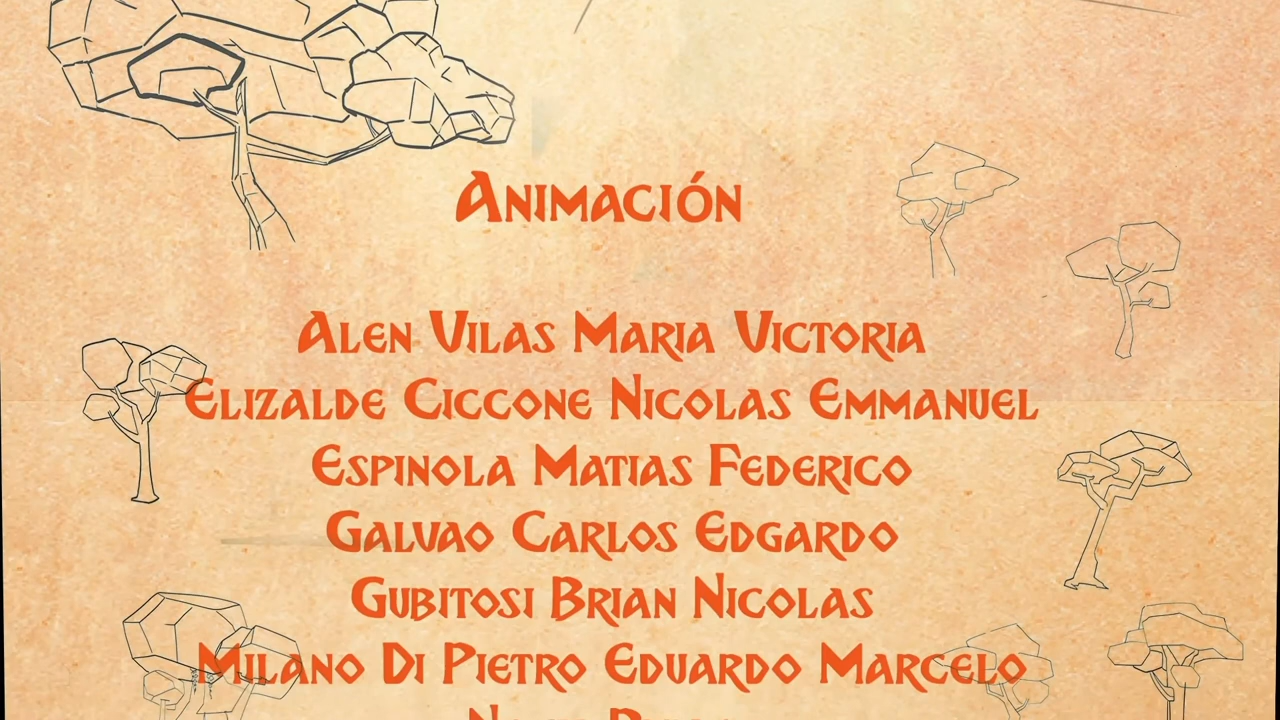 Animación
Alen Vilas Maria Victoria
Elizalde Ciccone Nicolas Emmanuel
Espinola Matias Federico
Galvao Carlos Edgardo
Gubitosi Brian Nicolas
Milano Di Pietro Eduardo Marcelo